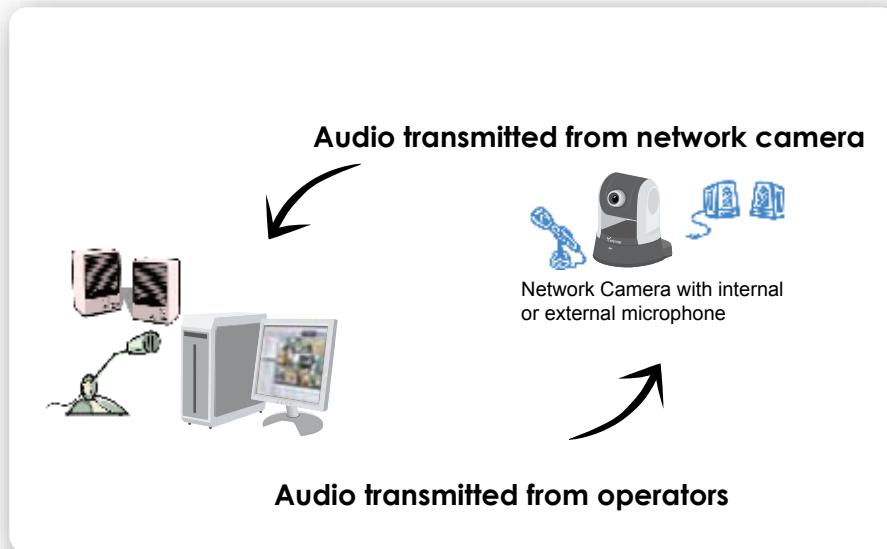 Audio transmitted from network camera
Network Camera with internal
or external microphone
Audio transmitted from operators